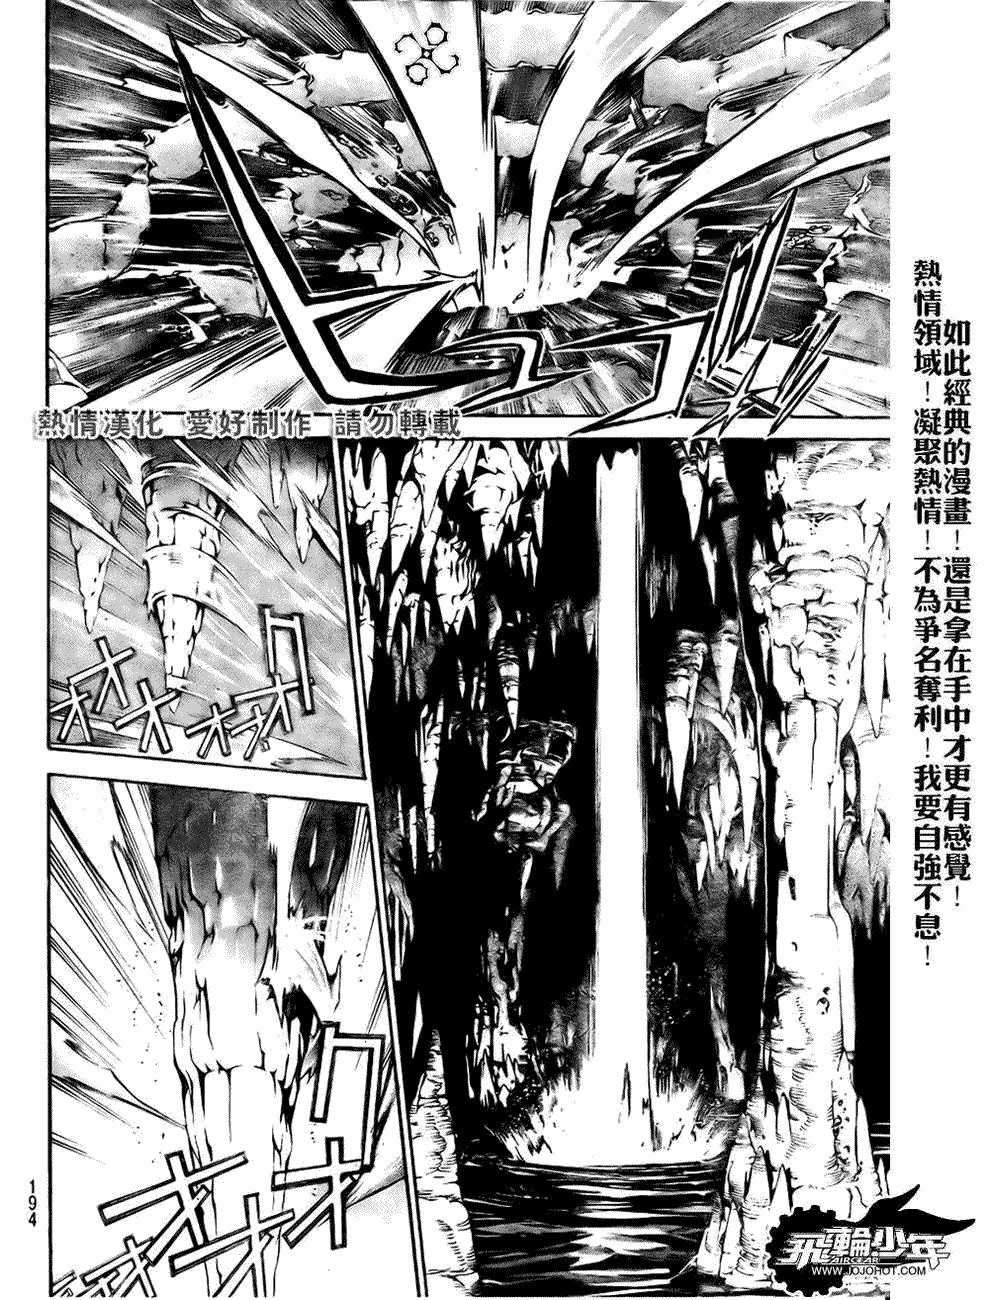 如此經典的漫畫！還是拿在手中才更有感覺！
熱情領域！凝聚熱情！不為爭名奪利！我要自強不息！
熱情漢化 愛好制作 請勿轉載
ドゴゴ
オオオオオ
ゴオオオオ
194
飛輪少年
AIRGEAR
WWW.JOJOHOT.COM